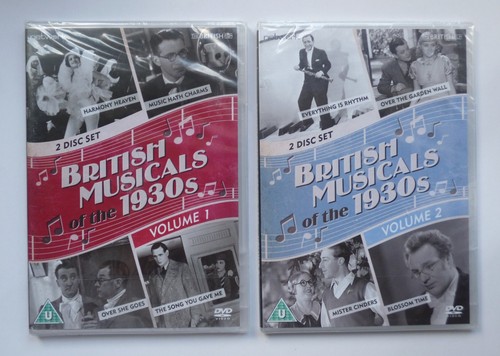 HARMONY HEAVEN
MUSIC HATH CHARMS
2 DISC SET
BRITISH
MUSICALS
of the 1930s
VOLUME 1
OVER SHE GOES
THE SONG YOU GAVE ME
U
DVD
VIDEO
EVERYTHING IS RHYTHM
OVER THE GARDEN WALL
2 DISC SET
BRITISH
MUSICALS
of the 1930s
VOLUME 2
MISTER CINDERS
BLOSSOM TIME
U
DVD
VIDEO